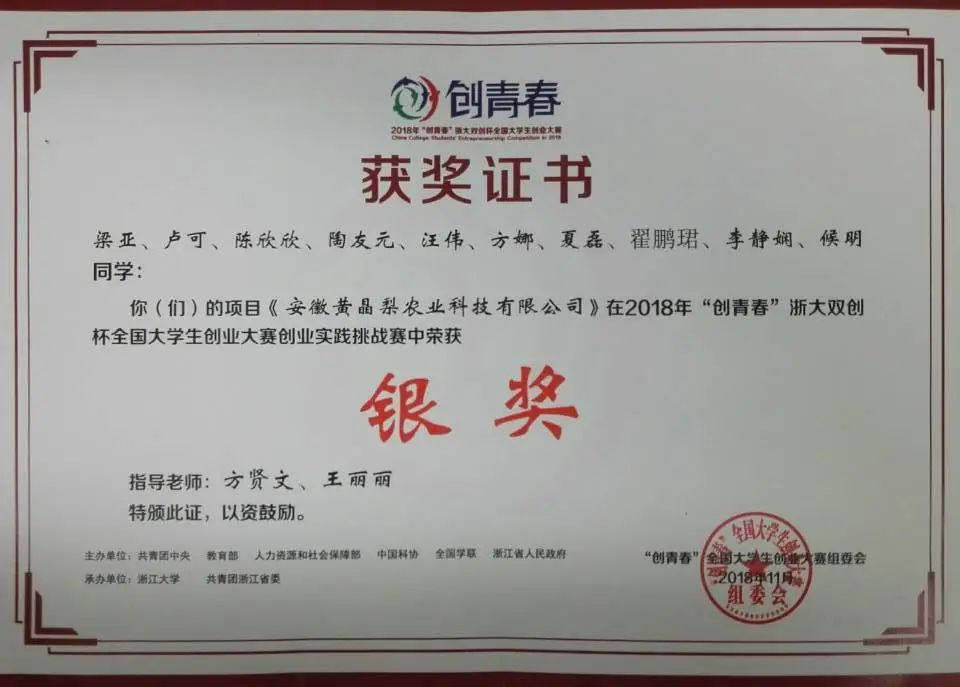 创青春
2018年“创青春”浙大双创杯全国大学生创业大赛
China College Students' Entrepreneurship Competition in 2018
获奖证书
梁亚、卢可、陈欣欣、陶友元、汪伟、方娜、夏磊、翟鹏珺、李静娴、候明
同学：
你（们）的项目《安徽黄晶梨农业科技有限公司》在2018年“创青春”浙大双创
杯全国大学生创业大赛创业实践挑战赛中荣获
银 奖
指导老师：方贤文、王丽丽
特颁此证，以资鼓励。
主办单位：共青团中央 教育部 人力资源和社会保障部 中国科协 全国学联 浙江省人民政府
承办单位：浙江大学 共青团浙江省委
“创青春”全国大学生创业大赛组委会
2018年11月
组委会